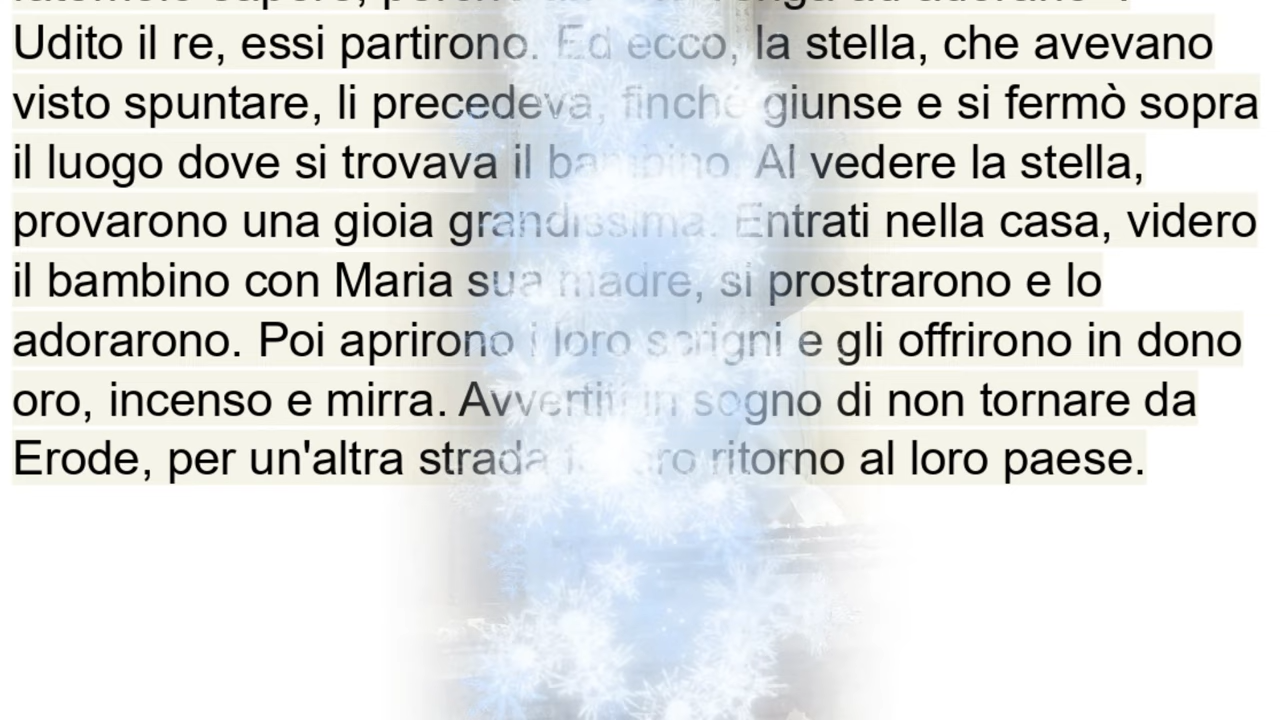 Udito il re, essi partirono. Ed ecco, la stella, che avevano
visto spuntare, li precedeva, finché giunse e si fermò sopra
il luogo dove si trovava il bambino. Al vedere la stella,
provarono una gioia grandissima. Entrati nella casa, videro
il bambino con Maria sua madre, si prostrarono e lo
adorarono. Poi aprirono i loro scrigni e gli offrirono in dono
oro, incenso e mirra. Avvertiti in sogno di non tornare da
Erode, per un'altra strada ritorno al loro paese.